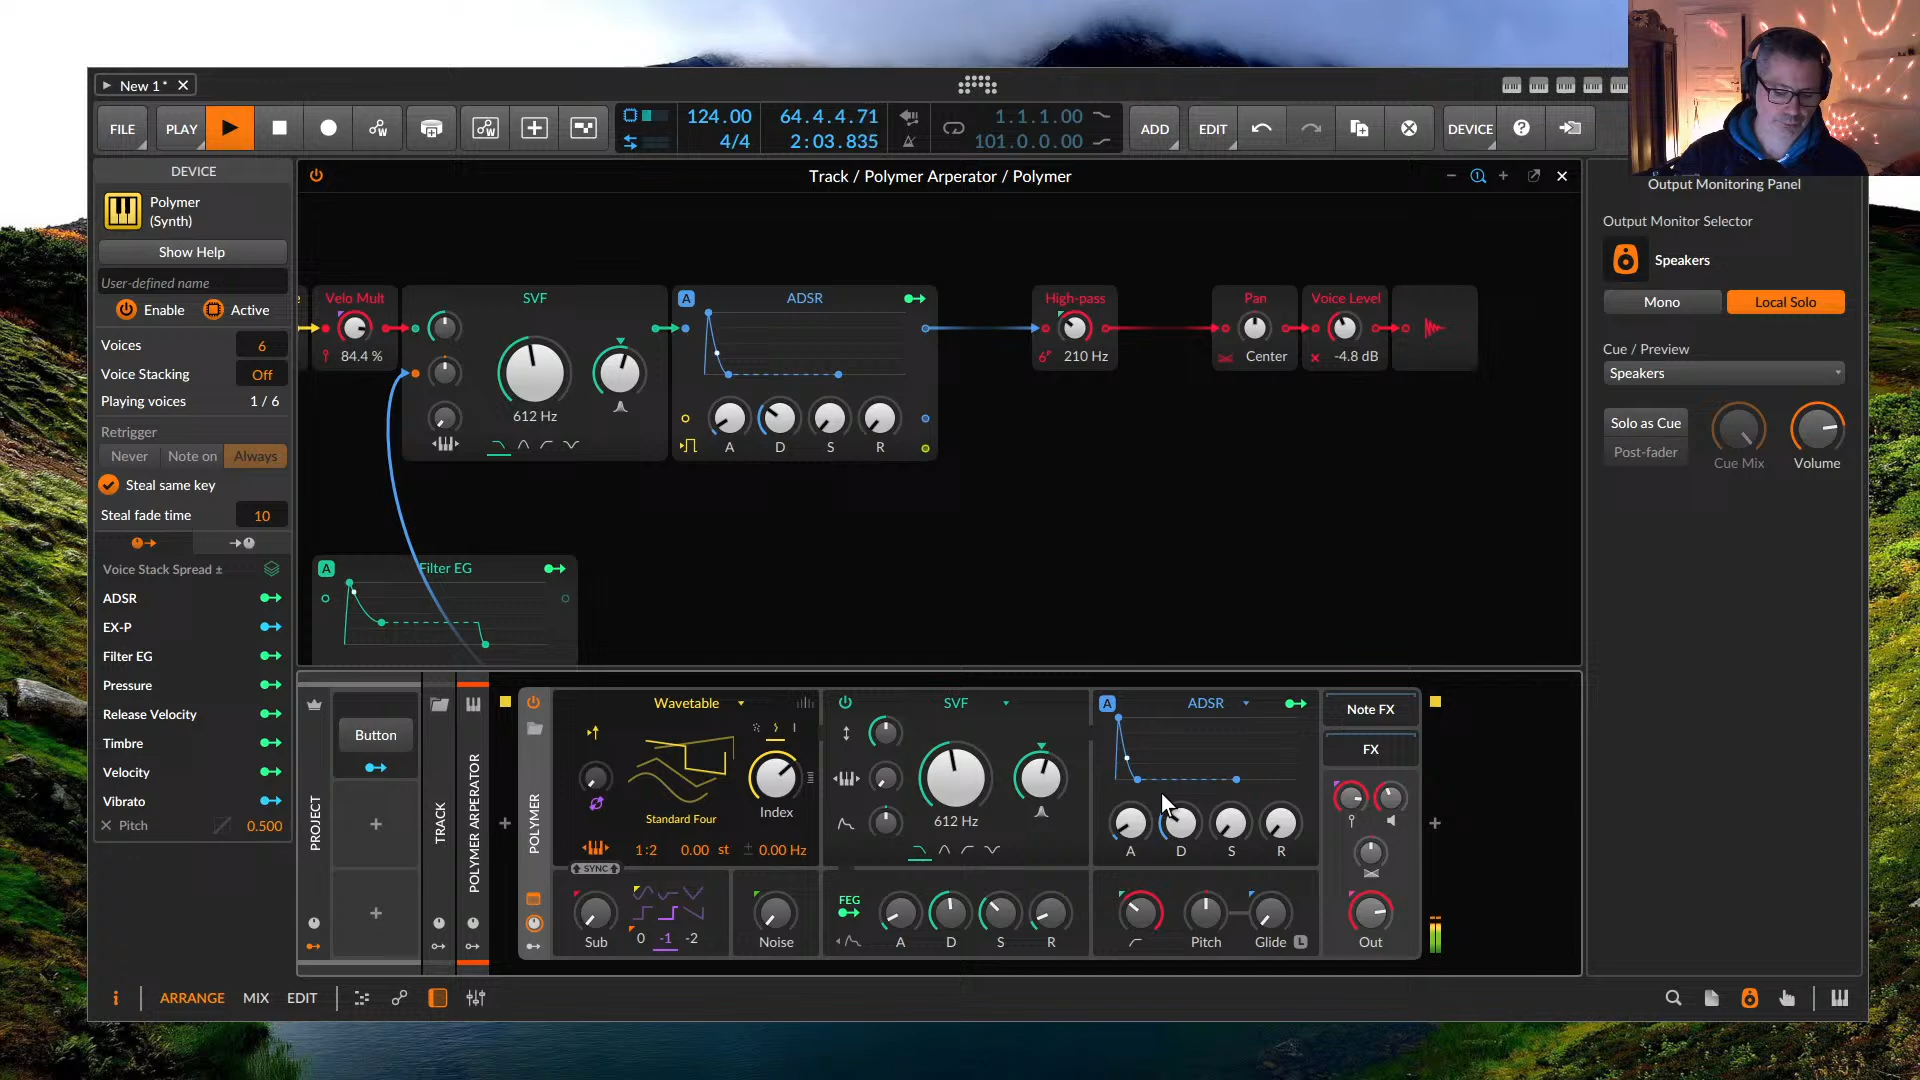 New 1*
FILE
PLAY
124.00
4/4
64.4.4.71
2:03.835
1.1.1.00
101.0.0.00
ADD
EDIT
DEVICE
DEVICE
Polymer
(Synth)
Show Help
User-defined name
Enable
Active
Voices
6
Voice Stacking
Off
Playing voices
1 / 6
Retrigger
Never
Note on
Always
Steal same key
Steal fade time
10
Voice Stack Spread ±
ADSR
EX-P
Filter EG
Pressure
Release Velocity
Timbre
Velocity
Vibrato
Pitch
0.500
Track / Polymer Arperator / Polymer
Velo Mult
84.4 %
SVF
612 Hz
A
ADSR
A
D
S
R
High-pass
210 Hz
Pan
Center
Voice Level
-4.8 dB
A
Filter EG
Output Monitoring Panel
Output Monitor Selector
Speakers
Mono
Local Solo
Cue / Preview
Speakers
Solo as Cue
Post-fader
Cue Mix
Volume
PROJECT
Button
TRACK
POLYMER ARPERATOR
POLYMER
Wavetable
Standard Four
Index
1:2
0.00 st
± 0.00 Hz
SYNC
Sub
0
-1
-2
Noise
SVF
612 Hz
FEG
A
D
S
R
A
ADSR
A
D
S
R
Pitch
Glide
L
Note FX
FX
Out
ARRANGE
MIX
EDIT